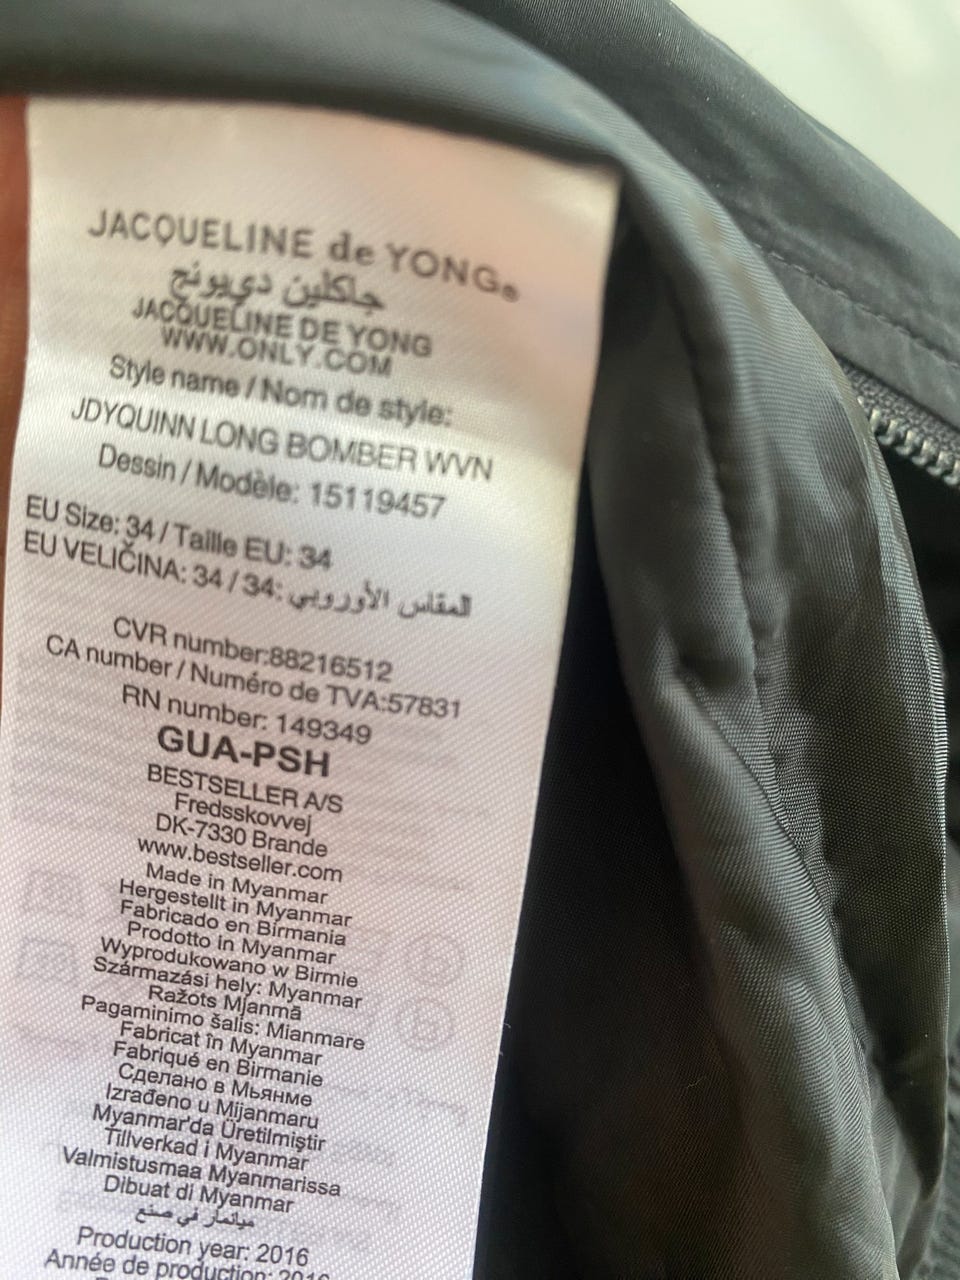 JACQUELINE de YONG®
جاكلين دي يونج
JACQUELINE DE YONG
WWW.ONLY.COM
Style name / Nom de style:
JDYQUINN LONG BOMBER WVN
Dessin / Modèle: 15119457
EU Size: 34 / Taille EU: 34
EU VELIČINA: 34 / 34: المقاس الأوروبي
CVR number:88216512
CA number / Numéro de TVA:57831
RN number: 149349
GUA-PSH
BESTSELLER A/S
Fredsskovvej
DK-7330 Brande
www.bestseller.com
Made in Myanmar
Hergestellt in Myanmar
Fabricado en Birmania
Prodotto in Myanmar
Wyprodukowano w Birmie
Származási hely: Myanmar
Ražots Mjanmā
Pagaminimo šalis: Mianmare
Fabricat în Myanmar
Fabriqué en Birmanie
Сделано в Мьянме
Izrađeno u Mijanmaru
Myanmar'da Üretilmiştir
Tillverkad i Myanmar
Valmistusmaa Myanmarissa
Dibuat di Myanmar
ميانمار في صنع
Production year: 2016
Année de production: 2016